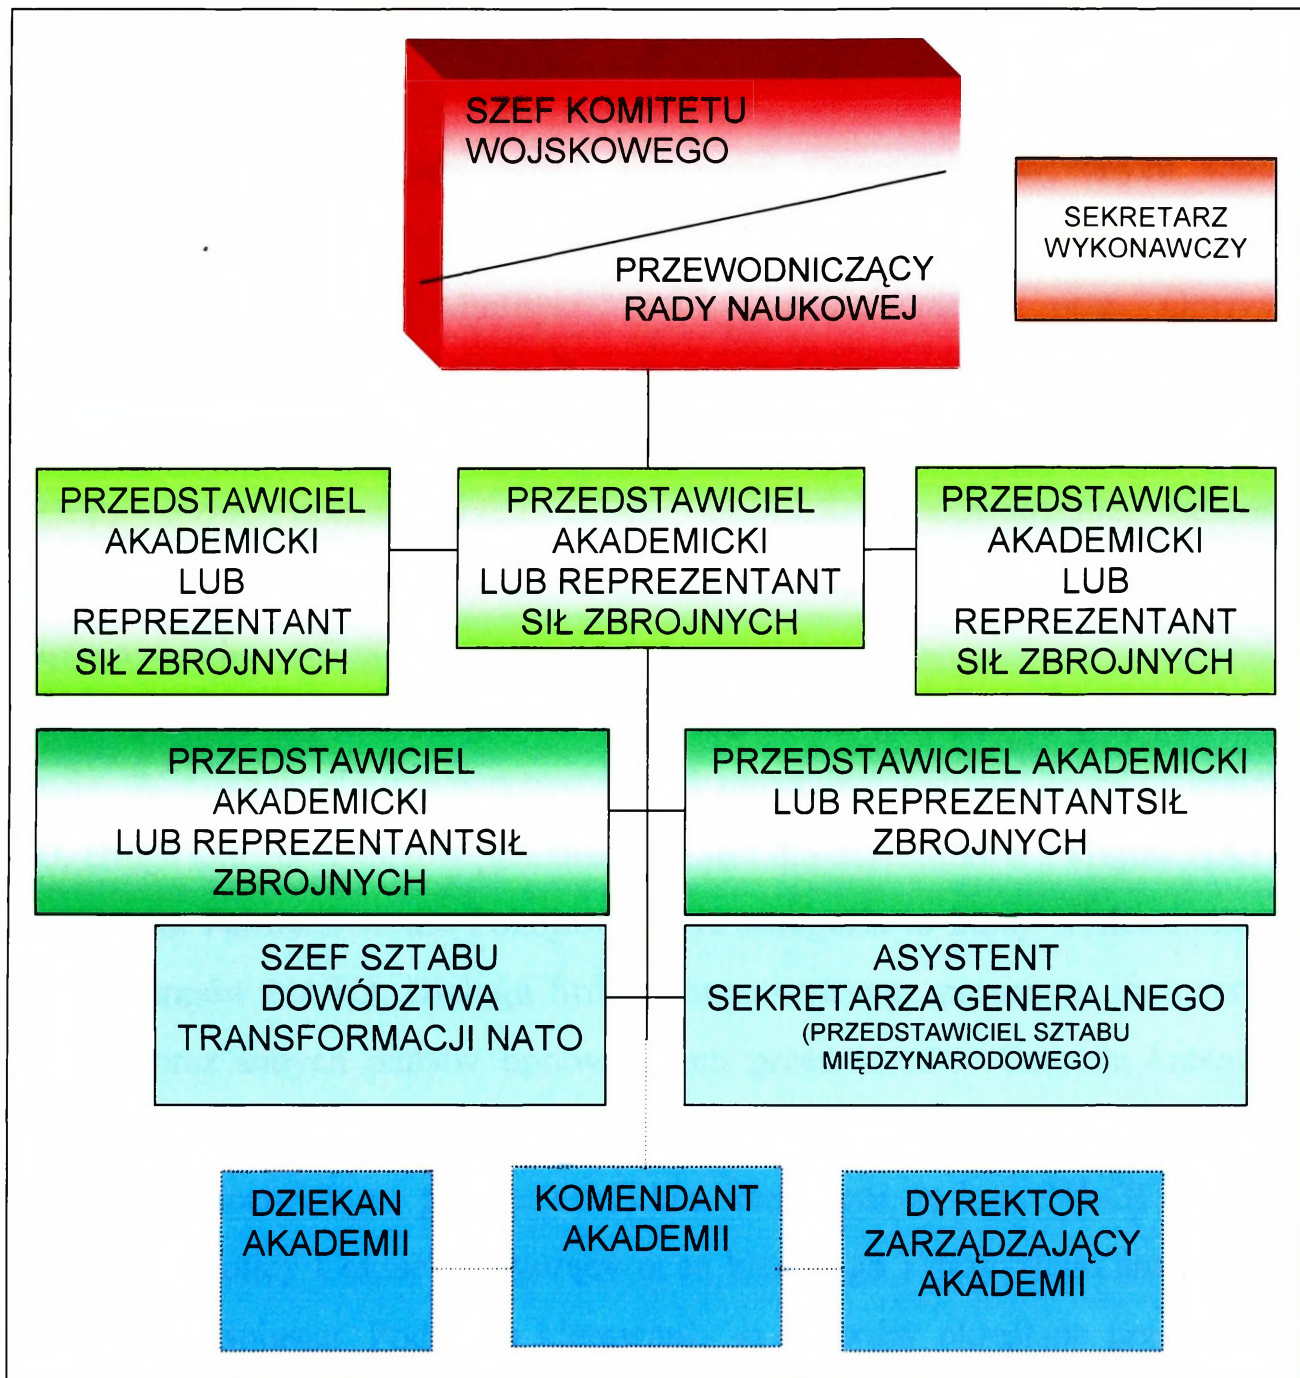 SZEF KOMITETU
WOJSKOWEGO
PRZEWODNICZĄCY
RADY NAUKOWEJ
SEKRETARZ
WYKONAWCZY
PRZEDSTAWICIEL
AKADEMICKI
LUB
REPREZENTANT
SIŁ ZBROJNYCH
PRZEDSTAWICIEL
AKADEMICKI
LUB REPREZENTANT
SIŁ ZBROJNYCH
PRZEDSTAWICIEL
AKADEMICKI
LUB
REPREZENTANT
SIŁ ZBROJNYCH
PRZEDSTAWICIEL
AKADEMICKI
LUB REPREZENTANTSIŁ
ZBROJNYCH
PRZEDSTAWICIEL AKADEMICKI
LUB REPREZENTANTSIŁ
ZBROJNYCH
SZEF SZTABU
DOWÓDZTWA
TRANSFORMACJI NATO
ASYSTENT
SEKRETARZA GENERALNEGO
(PRZEDSTAWICIEL SZTABU
MIĘDZYNARODOWEGO)
DZIEKAN
AKADEMII
KOMENDANT
AKADEMII
DYREKTOR
ZARZĄDZAJĄCY
AKADEMII